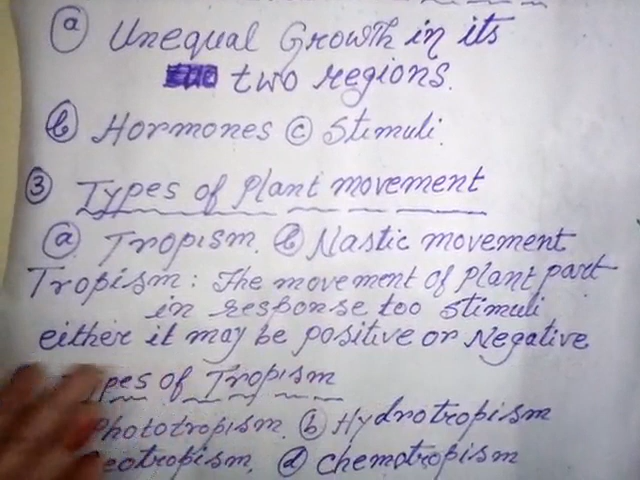 ⓐ Unequal Growth in its
two regions.
ⓑ Hormones ⓒ Stimuli.
③ Types of Plant movement
ⓐ Tropism. ⓑ Nastic movement
Tropism: The movement of Plant part
in response too Stimuli
either it may be positive or Negative
pes of Tropism
Phototropism. ⓑ Hydrotropism
eotropism, ⓓ Chemotropism